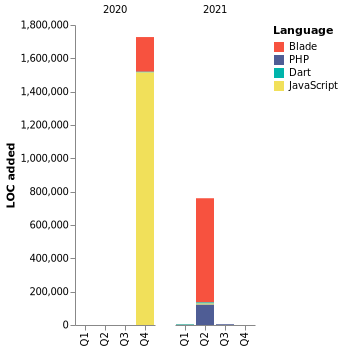 2020 2021
Language
Blade
PHP
Dart
JavaScript
LOC added
1,800,000
1,600,000
1,400,000
1,200,000
1,000,000
800,000
600,000
400,000
200,000
0
Q1 Q2 Q3 Q4 Q1 Q2 Q3 Q4